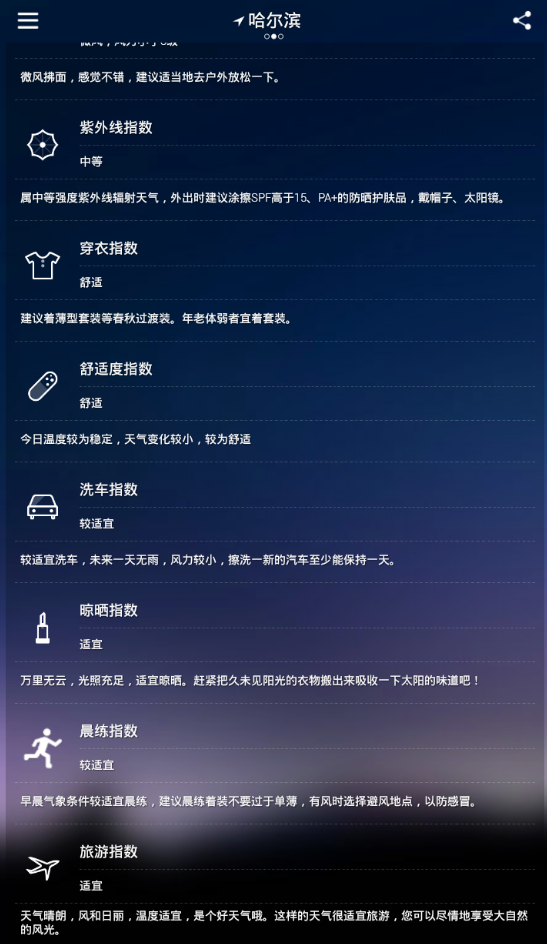 哈尔滨
微风拂面，感觉不错，建议适当地去户外放松一下。
紫外线指数
中等
属中等强度紫外线辐射天气，外出时建议涂擦SPF高于15、PA+的防晒护肤品，戴帽子、太阳镜。
穿衣指数
舒适
建议着薄型套装等春秋过渡装。年老体弱者宜着套装。
舒适度指数
舒适
今日温度较为稳定，天气变化较小，较为舒适
洗车指数
较适宜
较适宜洗车，未来一天无雨，风力较小，擦洗一新的汽车至少能保持一天。
晾晒指数
适宜
万里无云，光照充足，适宜晾晒。赶紧把久未见阳光的衣物搬出来吸收一下太阳的味道吧！
晨练指数
较适宜
早晨气象条件较适宜晨练，建议晨练着装不要过于单薄，有风时选择避风地点，以防感冒。
旅游指数
适宜
天气晴朗，风和日丽，温度适宜，是个好天气哦。这样的天气很适宜旅游，您可以尽情地享受大自然
的风光。